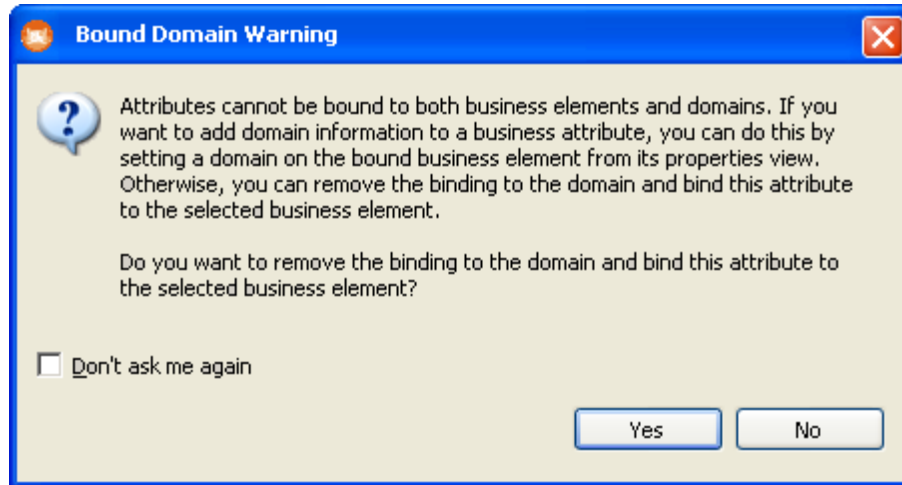 Bound Domain Warning
Attributes cannot be bound to both business elements and domains. If you
want to add domain information to a business attribute, you can do this by
setting a domain on the bound business element from its properties view.
Otherwise, you can remove the binding to the domain and bind this attribute
to the selected business element.
Do you want to remove the binding to the domain and bind this attribute to
the selected business element?
Don't ask me again
Yes No